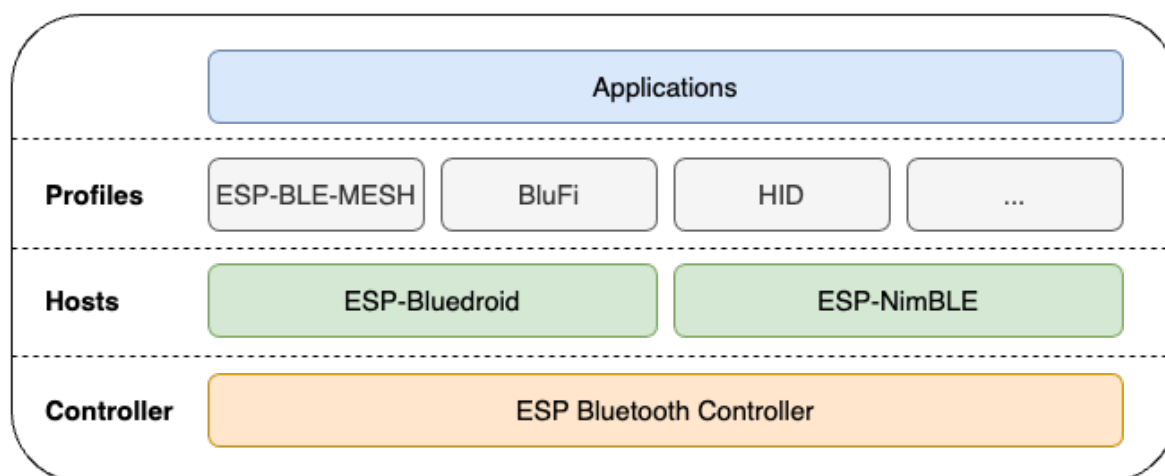 Applications
Profiles
ESP-BLE-MESH
BluFi
HID
...
Hosts
ESP-Bluedroid
ESP-NimBLE
Controller
ESP Bluetooth Controller